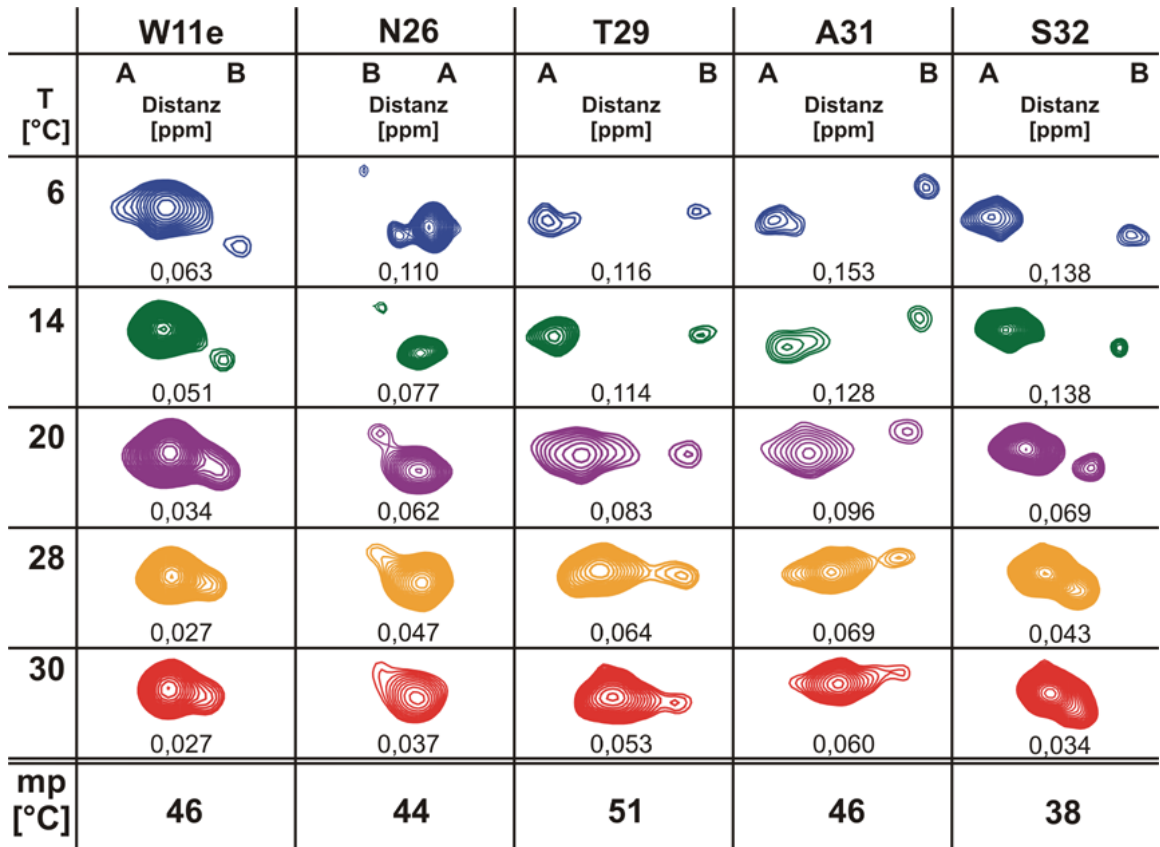 W11e N26 T29 A31 S32
T [°C] A B B A A B A B A B
Distanz [ppm] Distanz [ppm] Distanz [ppm] Distanz [ppm] Distanz [ppm]
6 0,063 0,110 0,116 0,153 0,138
14 0,051 0,077 0,114 0,128 0,138
20 0,034 0,062 0,083 0,096 0,069
28 0,027 0,047 0,064 0,069 0,043
30 0,027 0,037 0,053 0,060 0,034
mp [°C] 46 44 51 46 38